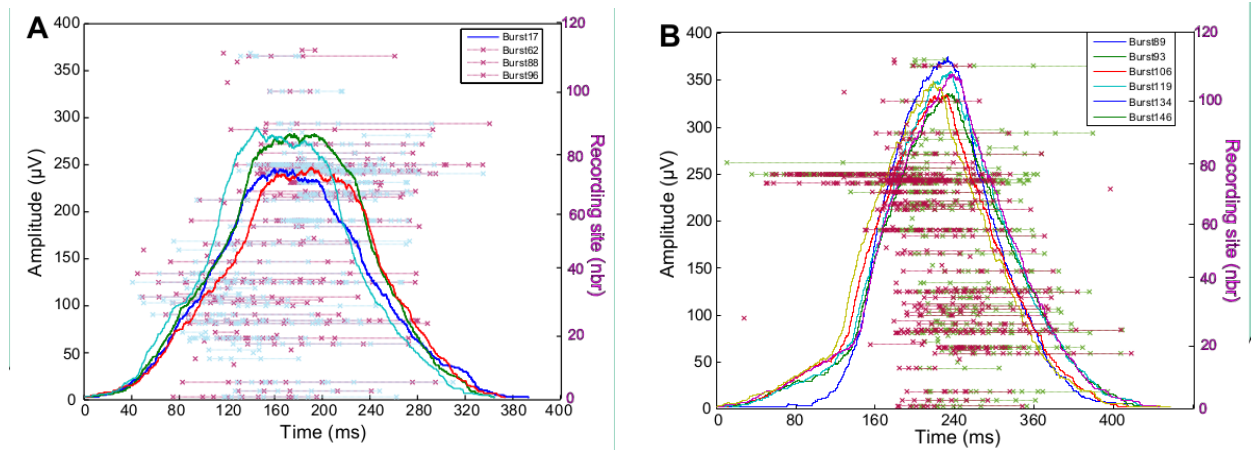 A
400
350
300
250
200
150
100
50
0
Amplitude (µV)
0 40 80 120 160 200 240 280 320 360 400
Time (ms)
120
100
80
60
40
20
0
Recording site (nbr)
Burst17
Burst62
Burst88
Burst96
B
400
350
300
250
200
150
100
50
0
Amplitude (µV)
0 80 160 240 360 400
Time (ms)
120
100
80
60
40
20
0
Recording site (nbr)
Burst89
Burst93
Burst106
Burst119
Burst134
Burst146